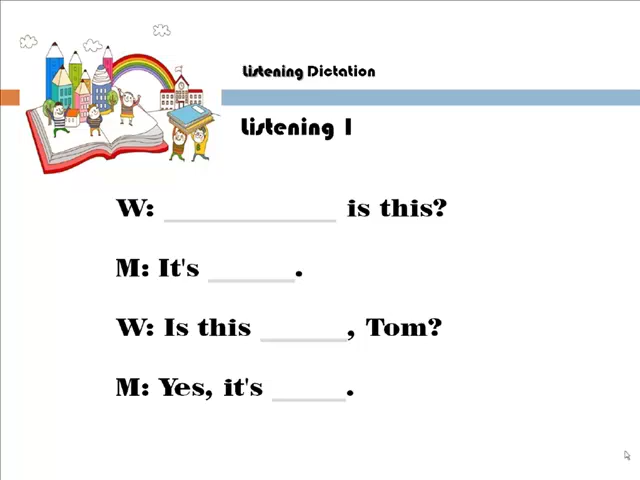 Listening Dictation
Listening 1
W: ____________ is this?
M: It's ______.
W: Is this ______, Tom?
M: Yes, it's _____.